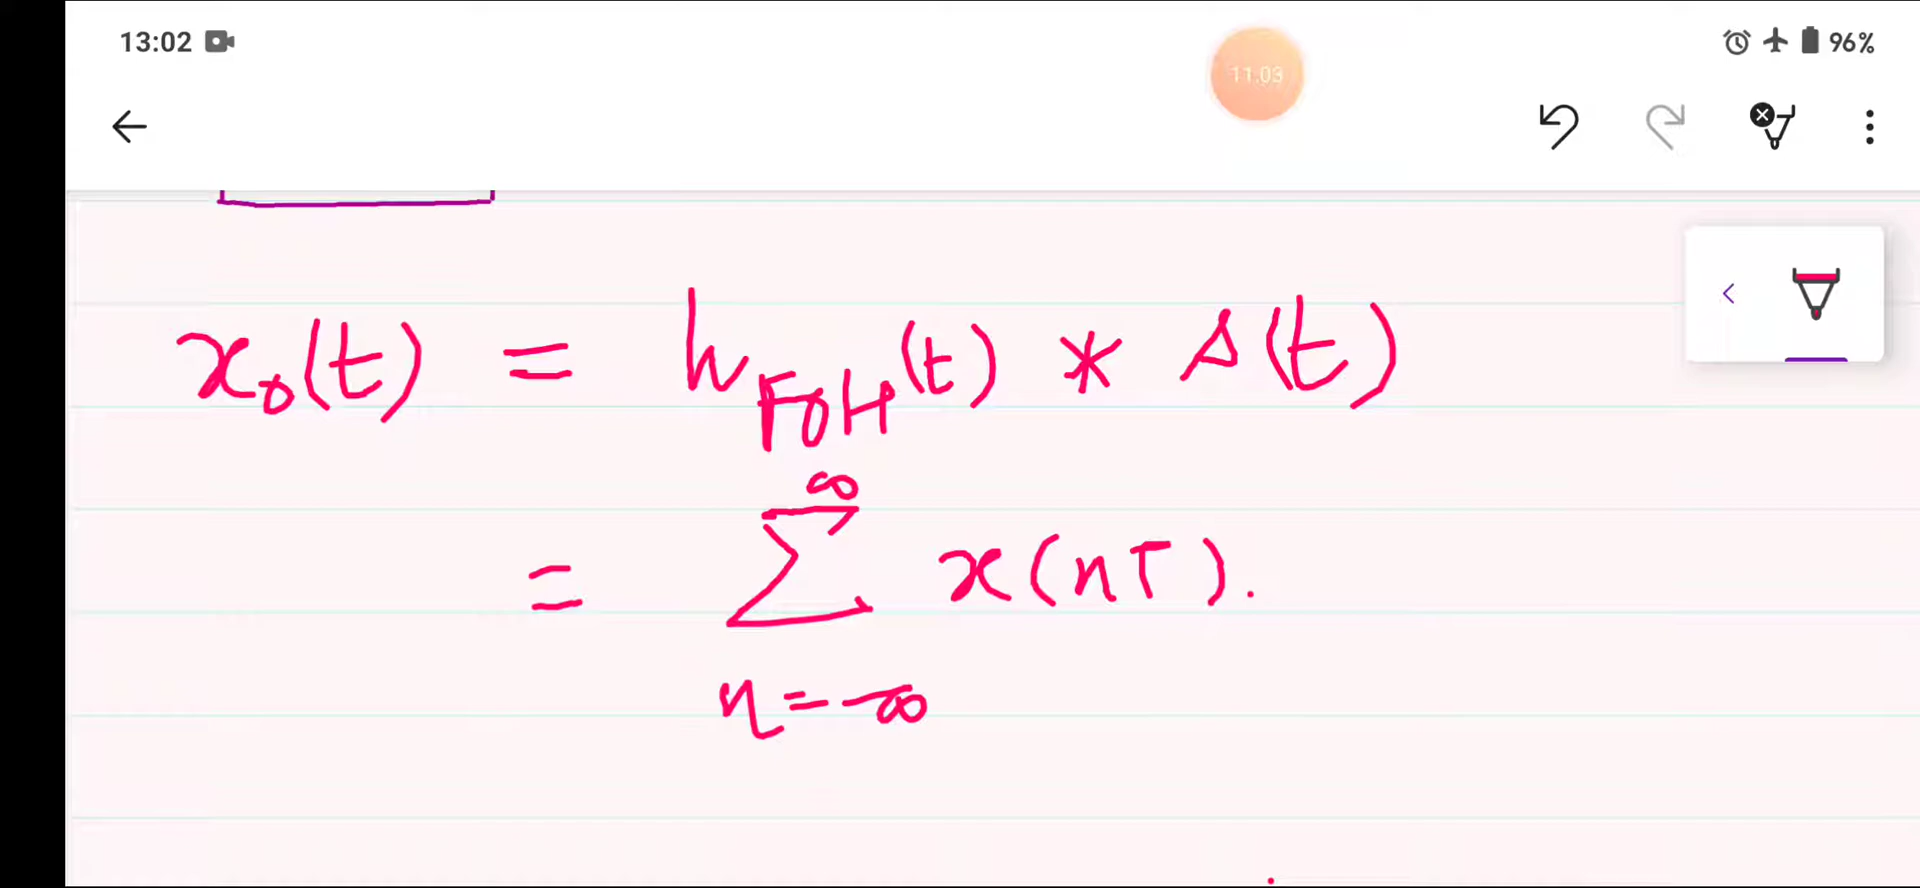 13:02
11:03
96%
x₀(t) = h_FOH(t) * s(t)
= ∑_{n=-∞}^{∞} x(nT).